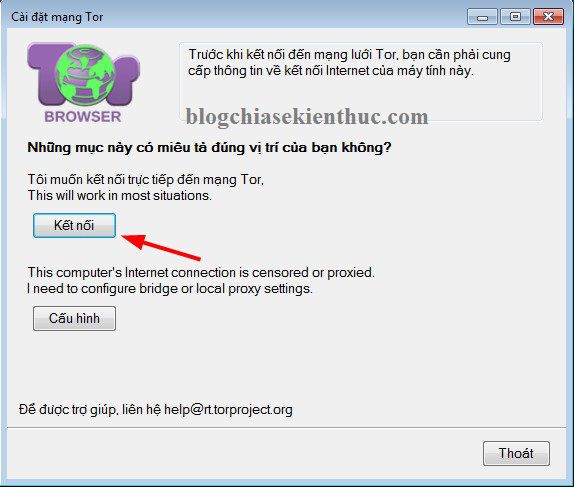 Cài đặt mạng Tor
Tor
BROWSER
Trước khi kết nối đến mạng lưới Tor, bạn cần phải cung
cấp thông tin về kết nối Internet của máy tính này.
blogchiasekienthuc.com
Những mục này có miêu tả đúng vị trí của bạn không?
Tôi muốn kết nối trực tiếp đến mạng Tor,
This will work in most situations.
Kết nối
This computer's Internet connection is censored or proxied.
I need to configure bridge or local proxy settings.
Cấu hình
Để được trợ giúp, liên hệ help@rt.torproject.org
Thoát